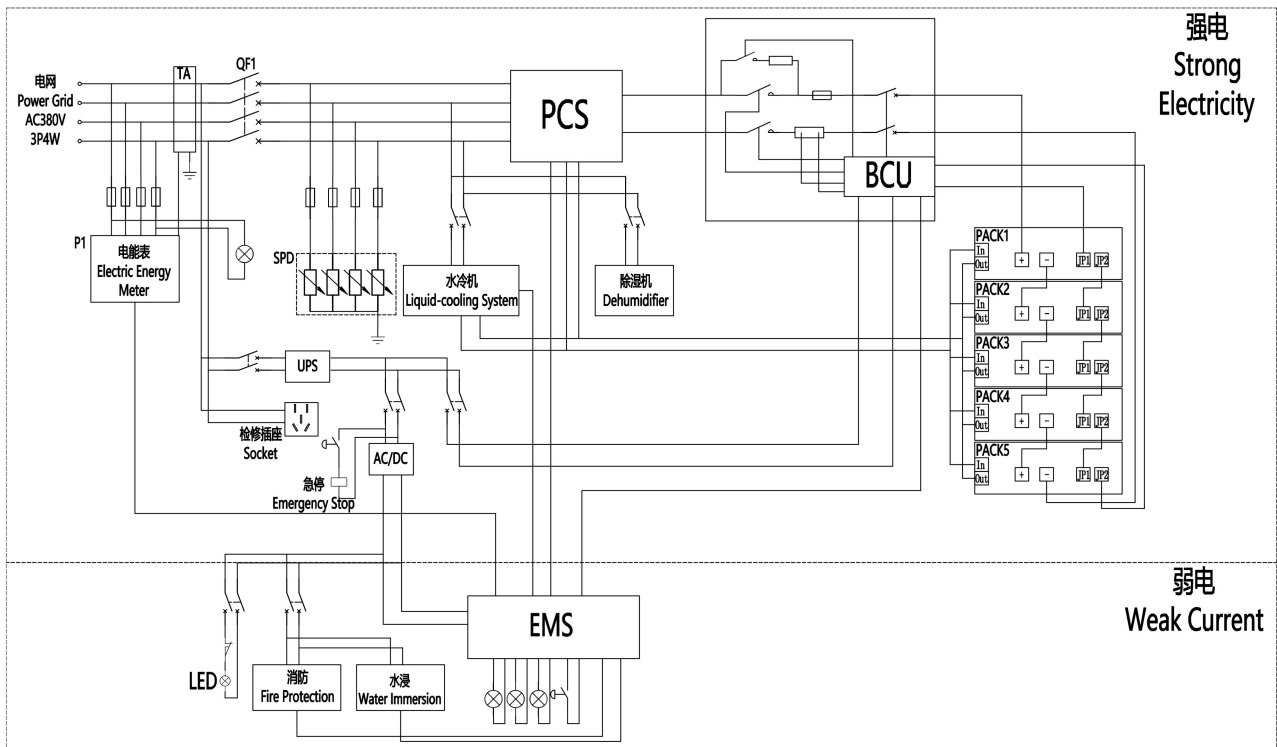 强电
Strong
Electricity
电网
Power Grid
AC380V
3P4W
TA
QF1
PCS
BCU
P1
电能表
Electric Energy
Meter
SPD
水冷机
Liquid-cooling System
除湿机
Dehumidifier
PACK1
In
Out
+
-
JP1
JP2
PACK2
In
Out
+
-
JP1
JP2
PACK3
In
Out
+
-
JP1
JP2
PACK4
In
Out
+
-
JP1
JP2
PACK5
In
Out
+
-
JP1
JP2
UPS
检修插座
Socket
AC/DC
急停
Emergency Stop
弱电
Weak Current
EMS
LED
消防
Fire Protection
水浸
Water Immersion